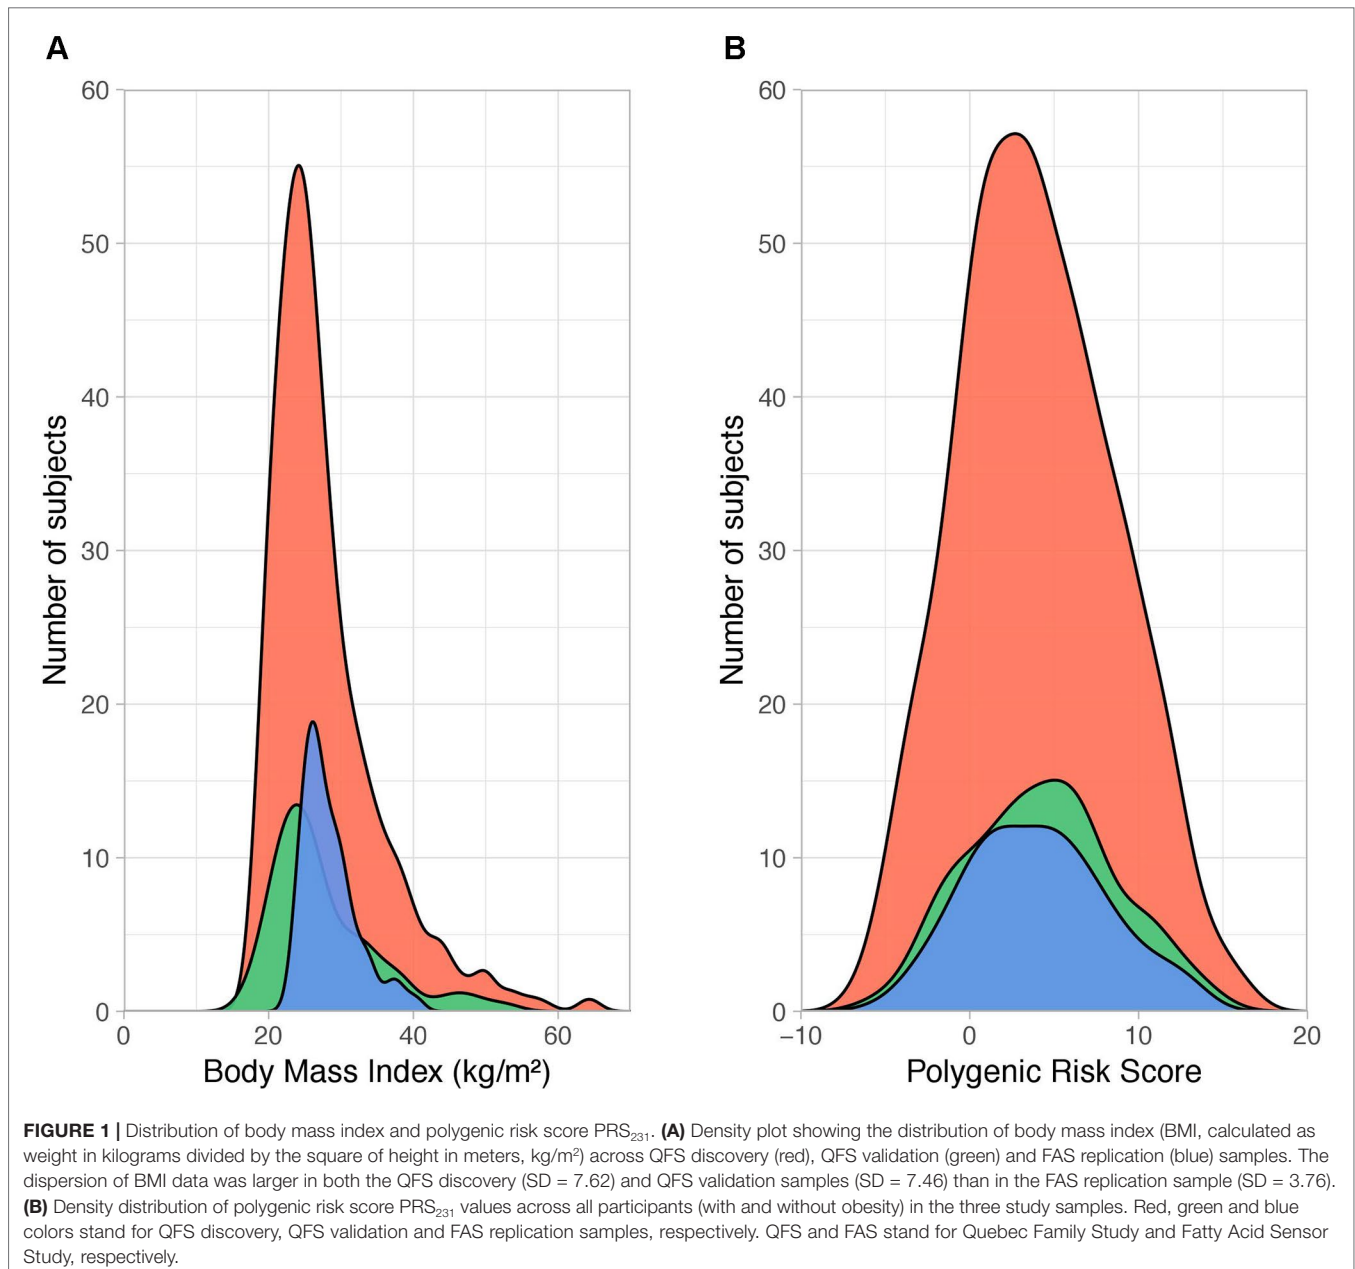 A
B
60
50
40
30
20
10
0
Number of subjects
0
20
40
60
Body Mass Index (kg/m²)
60
50
40
30
20
10
0
Number of subjects
−10
0
10
20
Polygenic Risk Score
FIGURE 1 | Distribution of body mass index and polygenic risk score PRS231. (A) Density plot showing the distribution of body mass index (BMI, calculated as
weight in kilograms divided by the square of height in meters, kg/m²) across QFS discovery (red), QFS validation (green) and FAS replication (blue) samples. The
dispersion of BMI data was larger in both the QFS discovery (SD = 7.62) and QFS validation samples (SD = 7.46) than in the FAS replication sample (SD = 3.76).
(B) Density distribution of polygenic risk score PRS231 values across all participants (with and without obesity) in the three study samples. Red, green and blue
colors stand for QFS discovery, QFS validation and FAS replication samples, respectively. QFS and FAS stand for Quebec Family Study and Fatty Acid Sensor
Study, respectively.